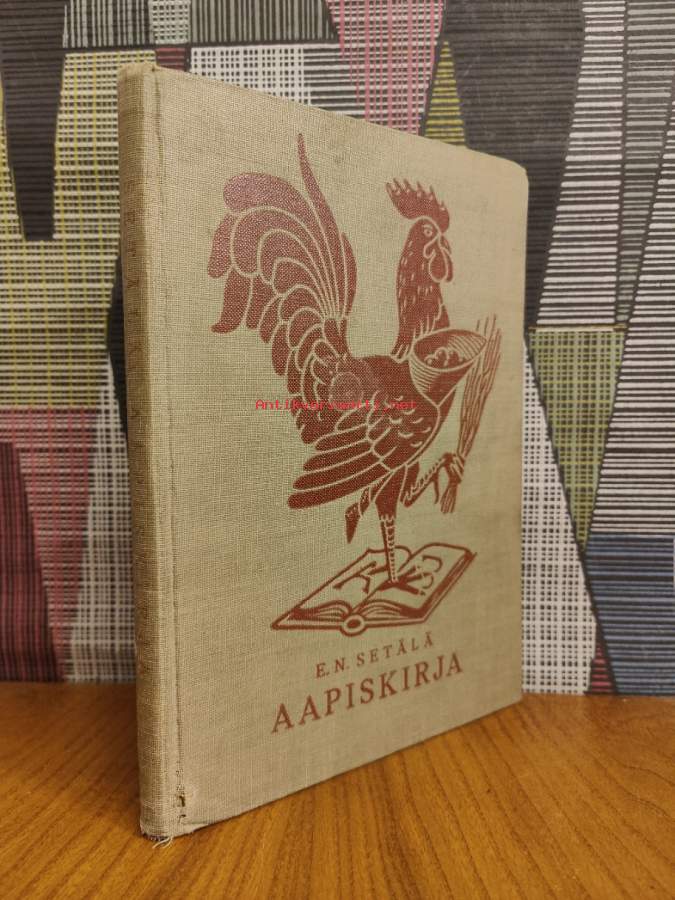 Antikvariaatti.net
E. N. SETÄLÄ
AAPISKIRJA